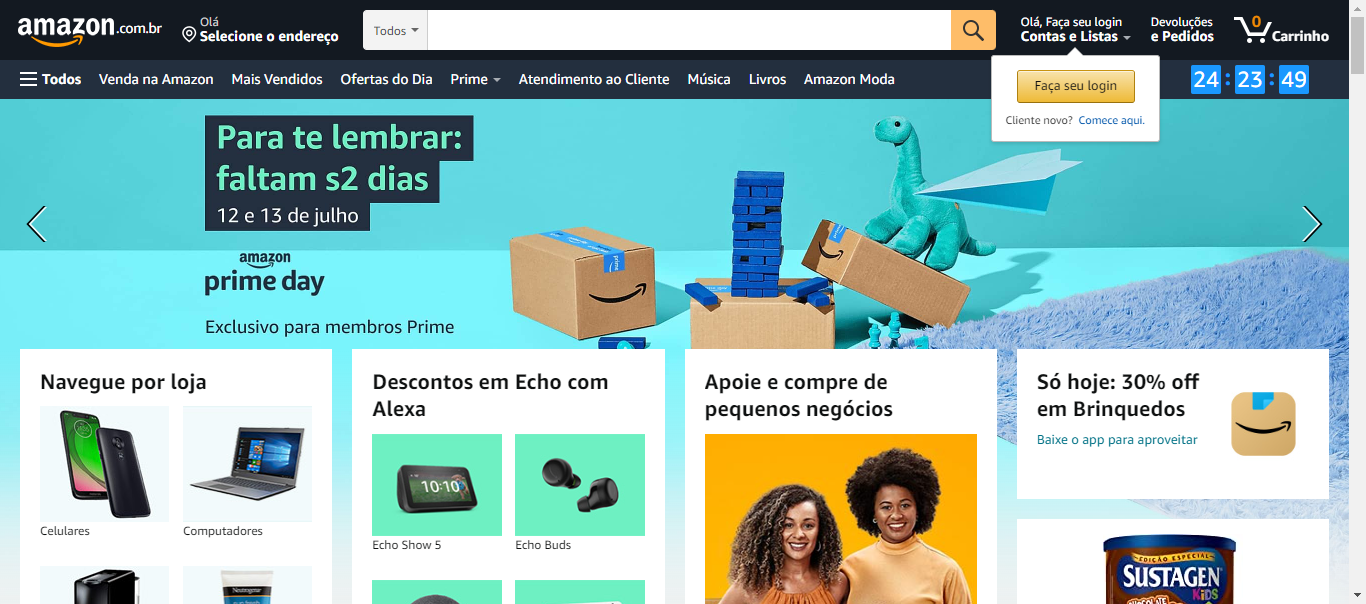 amazon.com.br
Olá
Selecione o endereço
Todos
Olá, Faça seu login
Contas e Listas
Devoluções
e Pedidos
0
Carrinho
Todos
Venda na Amazon
Mais Vendidos
Ofertas do Dia
Prime
Atendimento ao Cliente
Música
Livros
Amazon Moda
24 : 23 : 49
Faça seu login
Cliente novo? Comece aqui.
Para te lembrar:
faltam s2 dias
12 e 13 de julho
amazon
prime day
Exclusivo para membros Prime
Navegue por loja
Celulares
Computadores
Descontos em Echo com
Alexa
10:10
Echo Show 5
Echo Buds
Apoie e compre de
pequenos negócios
Só hoje: 30% off
em Brinquedos
Baixe o app para aproveitar
EDIÇÃO ESPECIAL
SUSTAGEN
KiDS
CHOCOLATE
Neutrogena